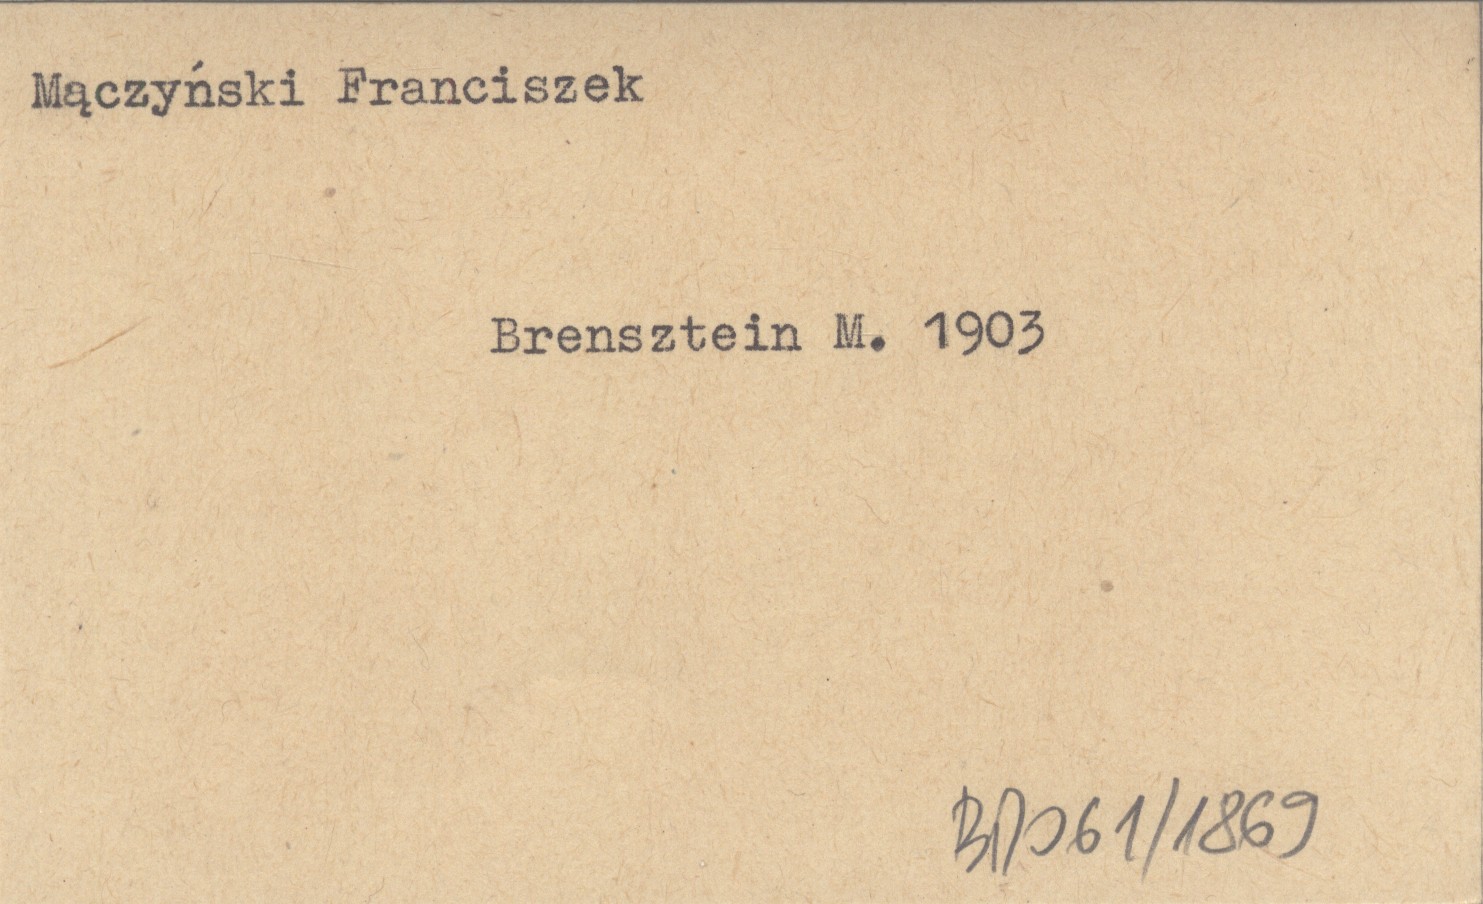 Mączyński Franciszek
Brensztein M. 1903